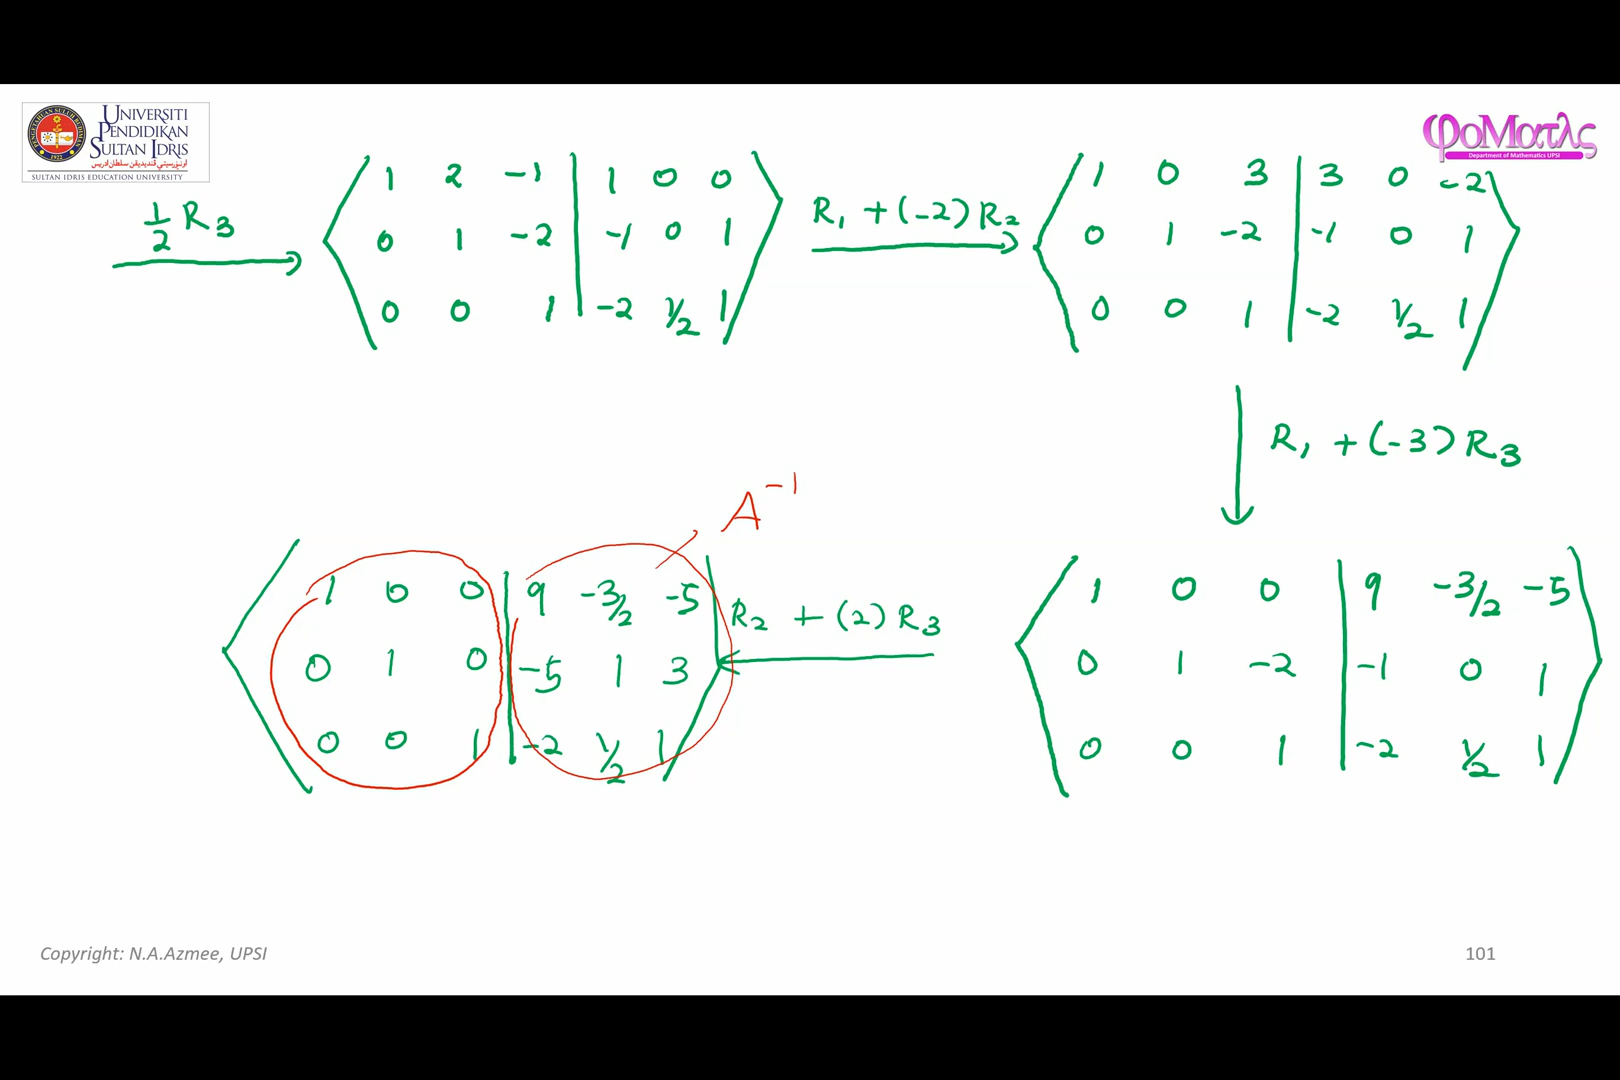 UNIVERSITI
PENDIDIKAN
SULTAN IDRIS
اونيۏرسيتي ڤنديديقن سلطان ادريس
SULTAN IDRIS EDUCATION UNIVERSITY
φοΜατλς
Department of Mathematics UPSI
1/2 R3
1 2 -1 | 1 0 0
0 1 -2 | -1 0 1
0 0 1 | -2 1/2 1
R1 + (-2) R2
1 0 3 | 3 0 -2
0 1 -2 | -1 0 1
0 0 1 | -2 1/2 1
R1 + (-3) R3
1 0 0 | 9 -3/2 -5
0 1 -2 | -1 0 1
0 0 1 | -2 1/2 1
R2 + (2) R3
A⁻¹
1 0 0 | 9 -3/2 -5
0 1 0 | -5 1 3
0 0 1 | -2 1/2 1
Copyright: N.A.Azmee, UPSI
101